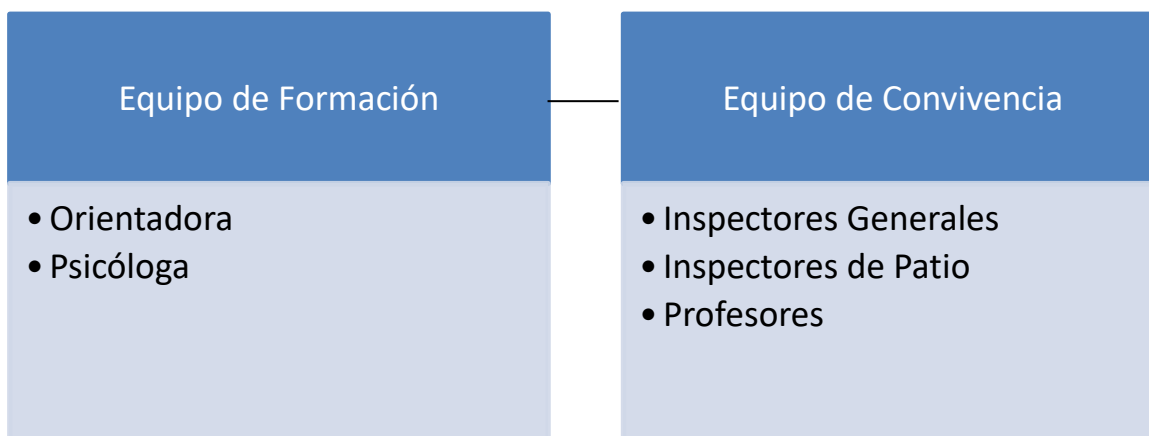 Equipo de Formación
• Orientadora
• Psicóloga
Equipo de Convivencia
• Inspectores Generales
• Inspectores de Patio
• Profesores